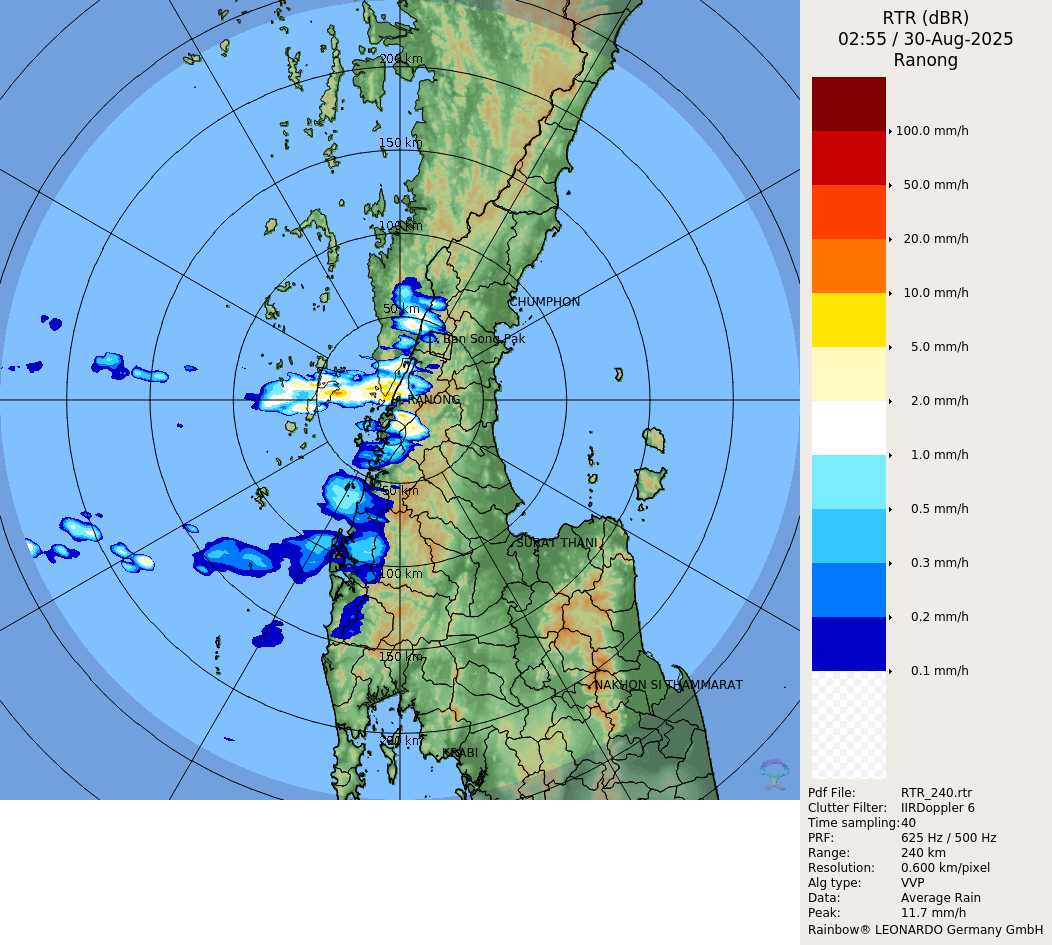 RTR (dBR)
02:55 / 30-Aug-2025
Ranong
200 km
150 km
100 km
CHUMPHON
50 km
Ban Song Pak
RANONG
50 km
SURAT THANI
100 km
150 km
NAKHON SI THAMMARAT
200 km
KRABI
100.0 mm/h
50.0 mm/h
20.0 mm/h
10.0 mm/h
5.0 mm/h
2.0 mm/h
1.0 mm/h
0.5 mm/h
0.3 mm/h
0.2 mm/h
0.1 mm/h
Pdf File: RTR_240.rtr
Clutter Filter: IIRDoppler 6
Time sampling:40
PRF: 625 Hz / 500 Hz
Range: 240 km
Resolution: 0.600 km/pixel
Alg type: VVP
Data: Average Rain
Peak: 11.7 mm/h
Rainbow® LEONARDO Germany GmbH